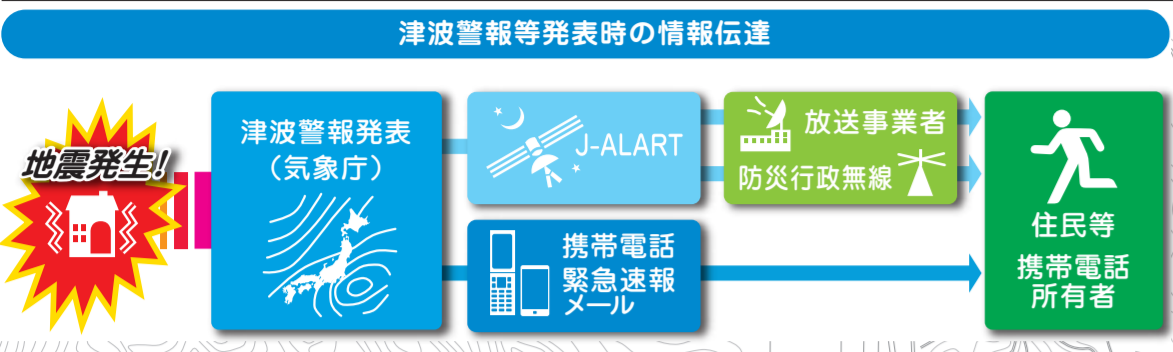 津波警報等発表時の情報伝達
地震発生!
津波警報発表
(気象庁)
J-ALART
放送事業者
防災行政無線
携帯電話
緊急速報
メール
住民等
携帯電話
所有者